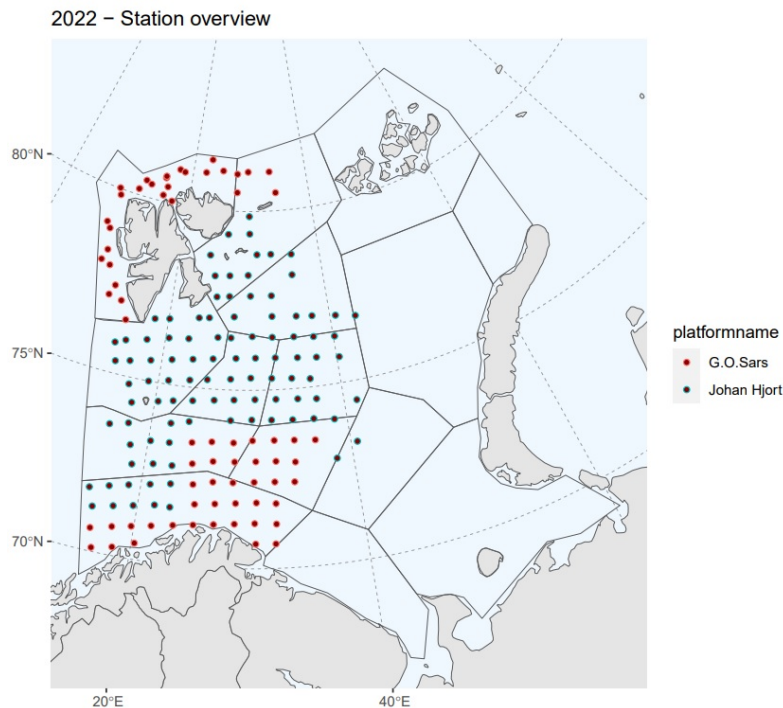 2022 − Station overview
80°N
75°N
70°N
20°E
40°E
platformname
G.O.Sars
Johan Hjort